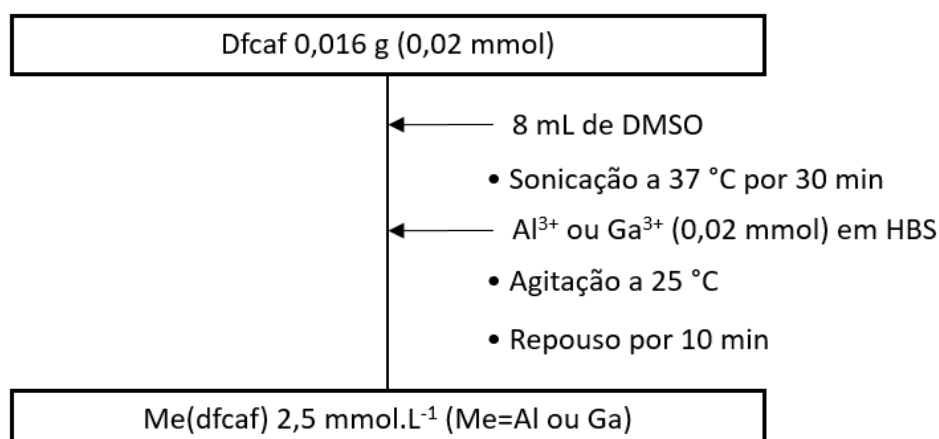 Dfcaf 0,016 g (0,02 mmol)
8 mL de DMSO
• Sonicação a 37 °C por 30 min
Al³⁺ ou Ga³⁺ (0,02 mmol) em HBS
• Agitação a 25 °C
• Repouso por 10 min
Me(dfcaf) 2,5 mmol.L⁻¹ (Me=Al ou Ga)